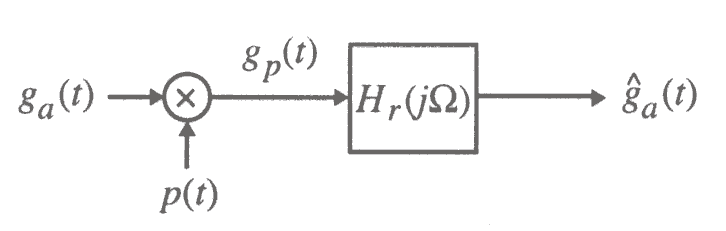 g_p(t)
g_a(t) × H_r(jΩ) ĝ_a(t)
p(t)